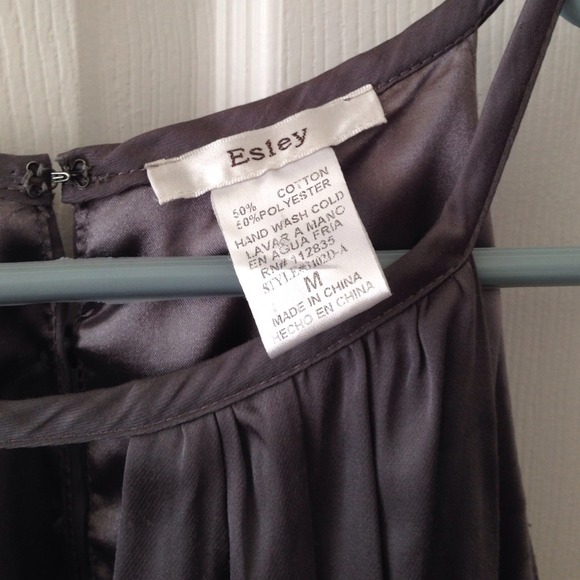 Esley
50% COTTON
50% POLYESTER
HAND WASH COLD
LAVAR A MANO
EN AGUA FRIA
RN# 112835
M
MADE IN CHINA
HECHO EN CHINA